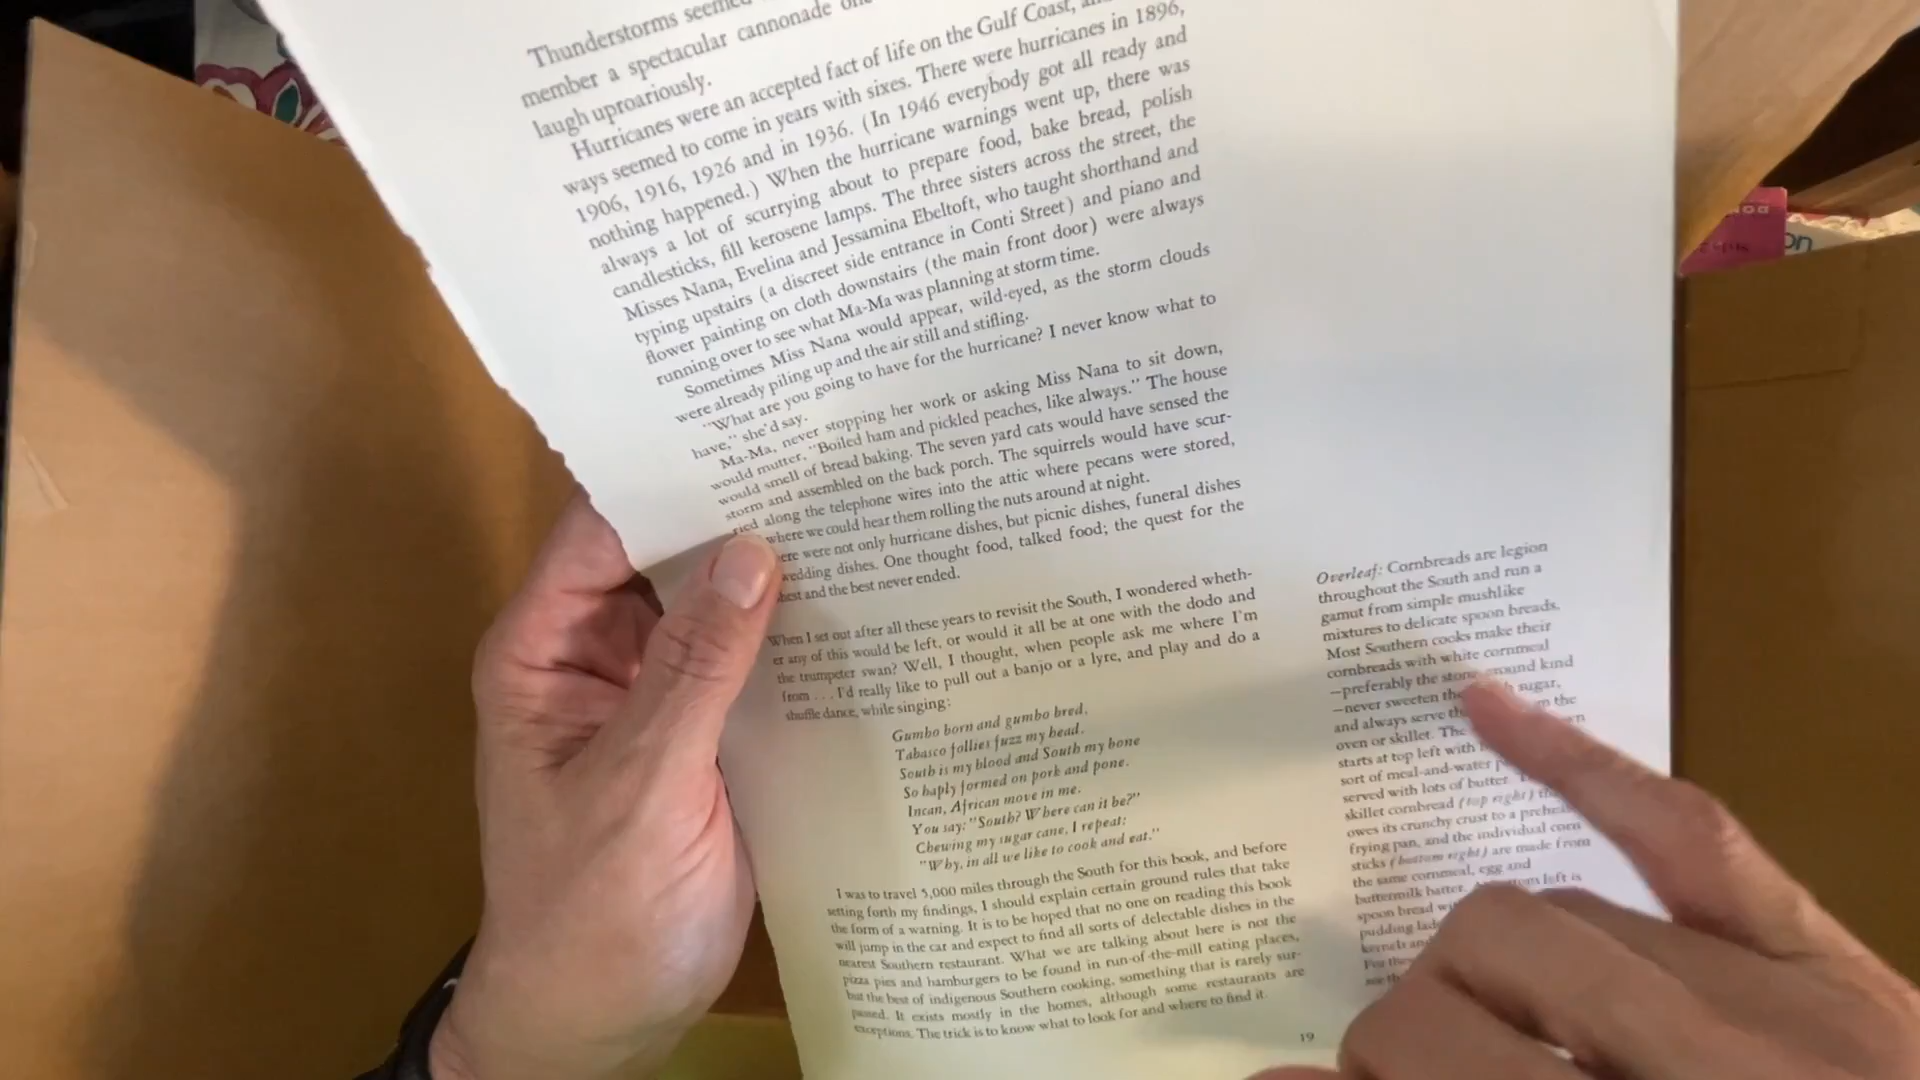 Thunderstorms seemed
member a spectacular cannonade
laugh uproariously.
Hurricanes were an accepted fact of life on the Gulf Coast,
ways seemed to come in years with sixes. There were hurricanes in 1896,
1906, 1916, 1926 and in 1936. (In 1946 everybody got all ready and
nothing happened.) When the hurricane warnings went up, there was
always a lot of scurrying about to prepare food, bake bread, polish
candlesticks, fill kerosene lamps. The three sisters across the street, the
Misses Nana, Evelina and Jessamina Ebeltoft, who taught shorthand and
typing upstairs (a discreet side entrance in Conti Street) and piano and
flower painting on cloth downstairs (the main front door) were always
running over to see what Ma-Ma was planning at storm time.
Sometimes Miss Nana would appear, wild-eyed, as the storm clouds
were already piling up and the air still and stifling.
"What are you going to have for the hurricane? I never know what to
have," she'd say.
Ma-Ma, never stopping her work or asking Miss Nana to sit down,
would mutter, "Boiled ham and pickled peaches, like always." The house
would smell of bread baking. The seven yard cats would have sensed the
storm and assembled on the back porch. The squirrels would have scur-
ried along the telephone wires into the attic where pecans were stored,
where we could hear them rolling the nuts around at night.
ere were not only hurricane dishes, but picnic dishes, funeral dishes
wedding dishes. One thought food, talked food; the quest for the
best and the best never ended.
When I set out after all these years to revisit the South, I wondered wheth-
er any of this would be left, or would it all be at one with the dodo and
the trumpeter swan? Well, I thought, when people ask me where I'm
from . . . I'd really like to pull out a banjo or a lyre, and play and do a
shuffle dance, while singing:
Gumbo born and gumbo bred,
Tabasco follies fuzz my head.
South is my blood and South my bone
So haply formed on pork and pone.
Incan, African move in me.
You say: "South? Where can it be?"
Chewing my sugar cane, I repeat:
"Why, in all we like to cook and eat."
I was to travel 5,000 miles through the South for this book, and before
setting forth my findings, I should explain certain ground rules that take
the form of a warning. It is to be hoped that no one on reading this book
will jump in the car and expect to find all sorts of delectable dishes in the
nearest Southern restaurant. What we are talking about here is not the
pizza pies and hamburgers to be found in run-of-the-mill eating places,
but the best of indigenous Southern cooking, something that is rarely sur-
passed. It exists mostly in the homes, although some restaurants are
exceptions. The trick is to know what to look for and where to find it.
19
Overleaf: Cornbreads are legion
throughout the South and run a
gamut from simple mushlike
mixtures to delicate spoon breads.
Most Southern cooks make their
cornbreads with white cornmeal
—preferably the stone-ground kind
—never sweeten sugar,
and always serve the
oven or skillet. The
starts at top left with
sort of meal-and-water
served with lots of butter.
skillet cornbread (top right)
owes its crunchy crust to a
frying pan, and the individual corn
sticks (bottom right) are made from
the same cornmeal, egg and
buttermilk batter. left is
spoon bread
pudding
kernels